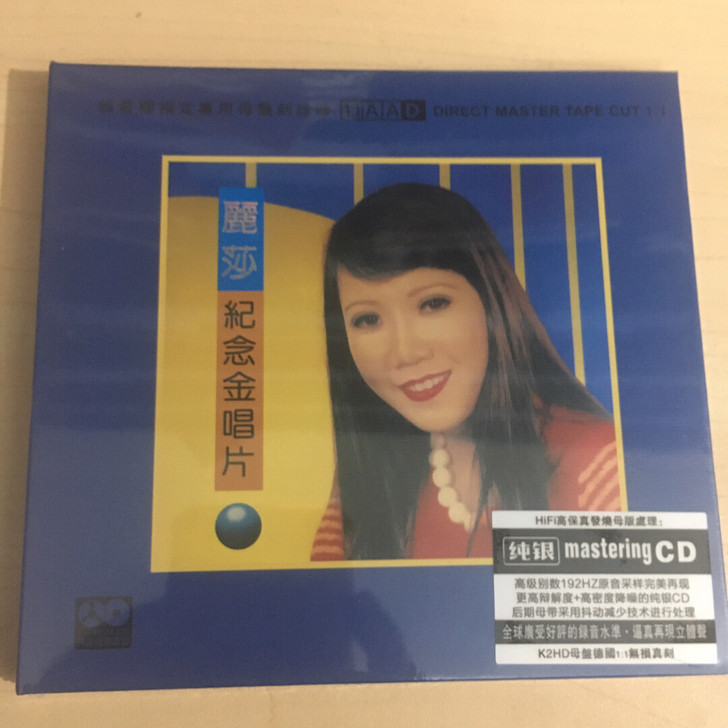 HAAD DIRECT MASTER TAPE CUT 1:1
麗莎
紀念金唱片
HiFi高保真發燒母版處理:
纯银 mastering CD
高级别数192HZ原音采样完美再现
更高辩解度+高密度降噪的纯银CD
后期母带采用抖动减少技术进行处理
全球廣受好評的錄音水準·逼真再現立體聲
K2HD母盤德國1:1無損真刻